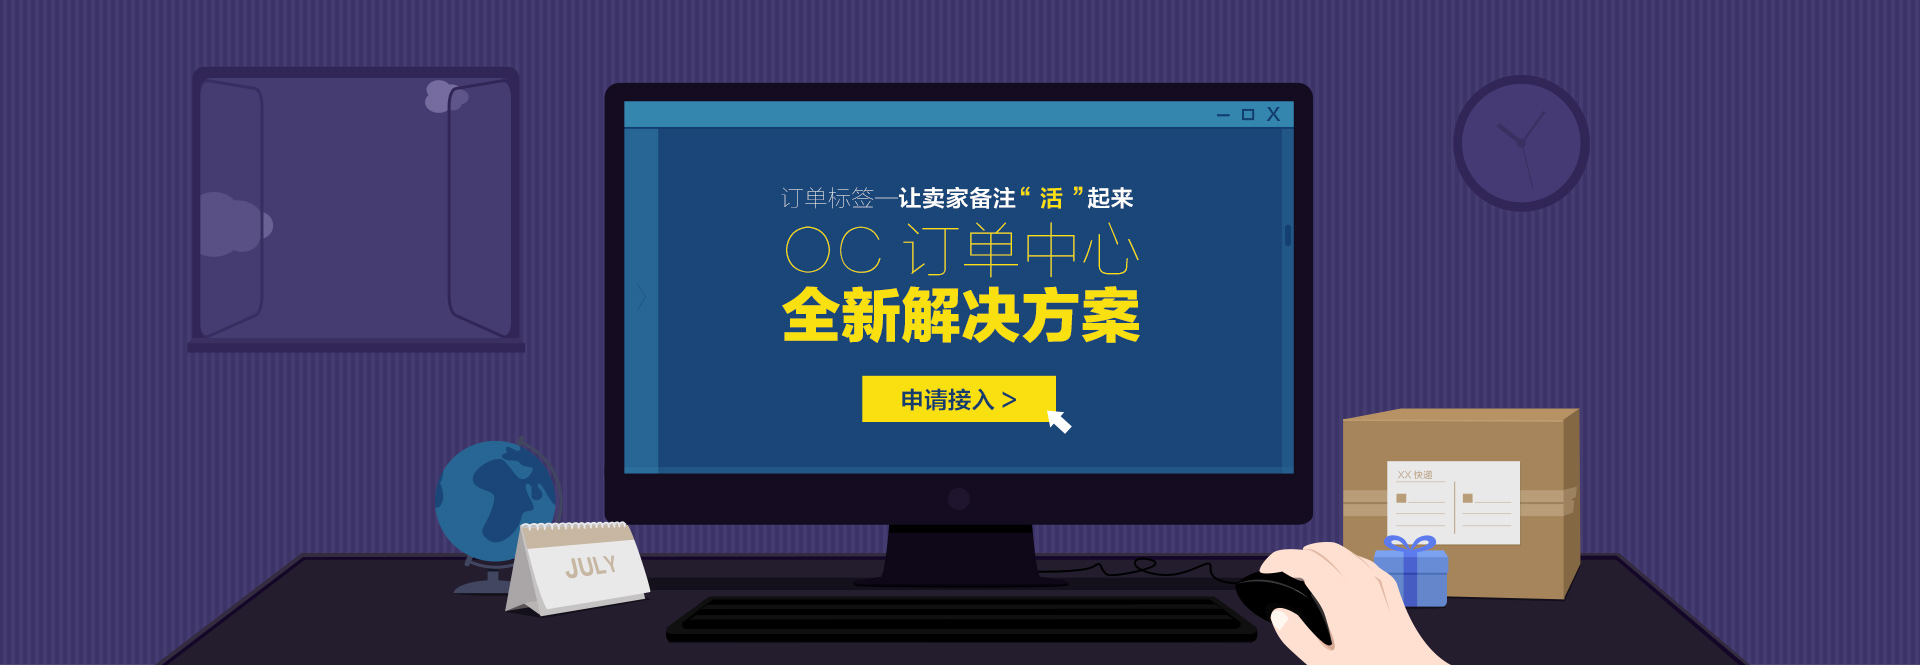 订单标签—让卖家备注“活”起来
OC 订单中心
全新解决方案
申请接入 >
JULY
XX 快递